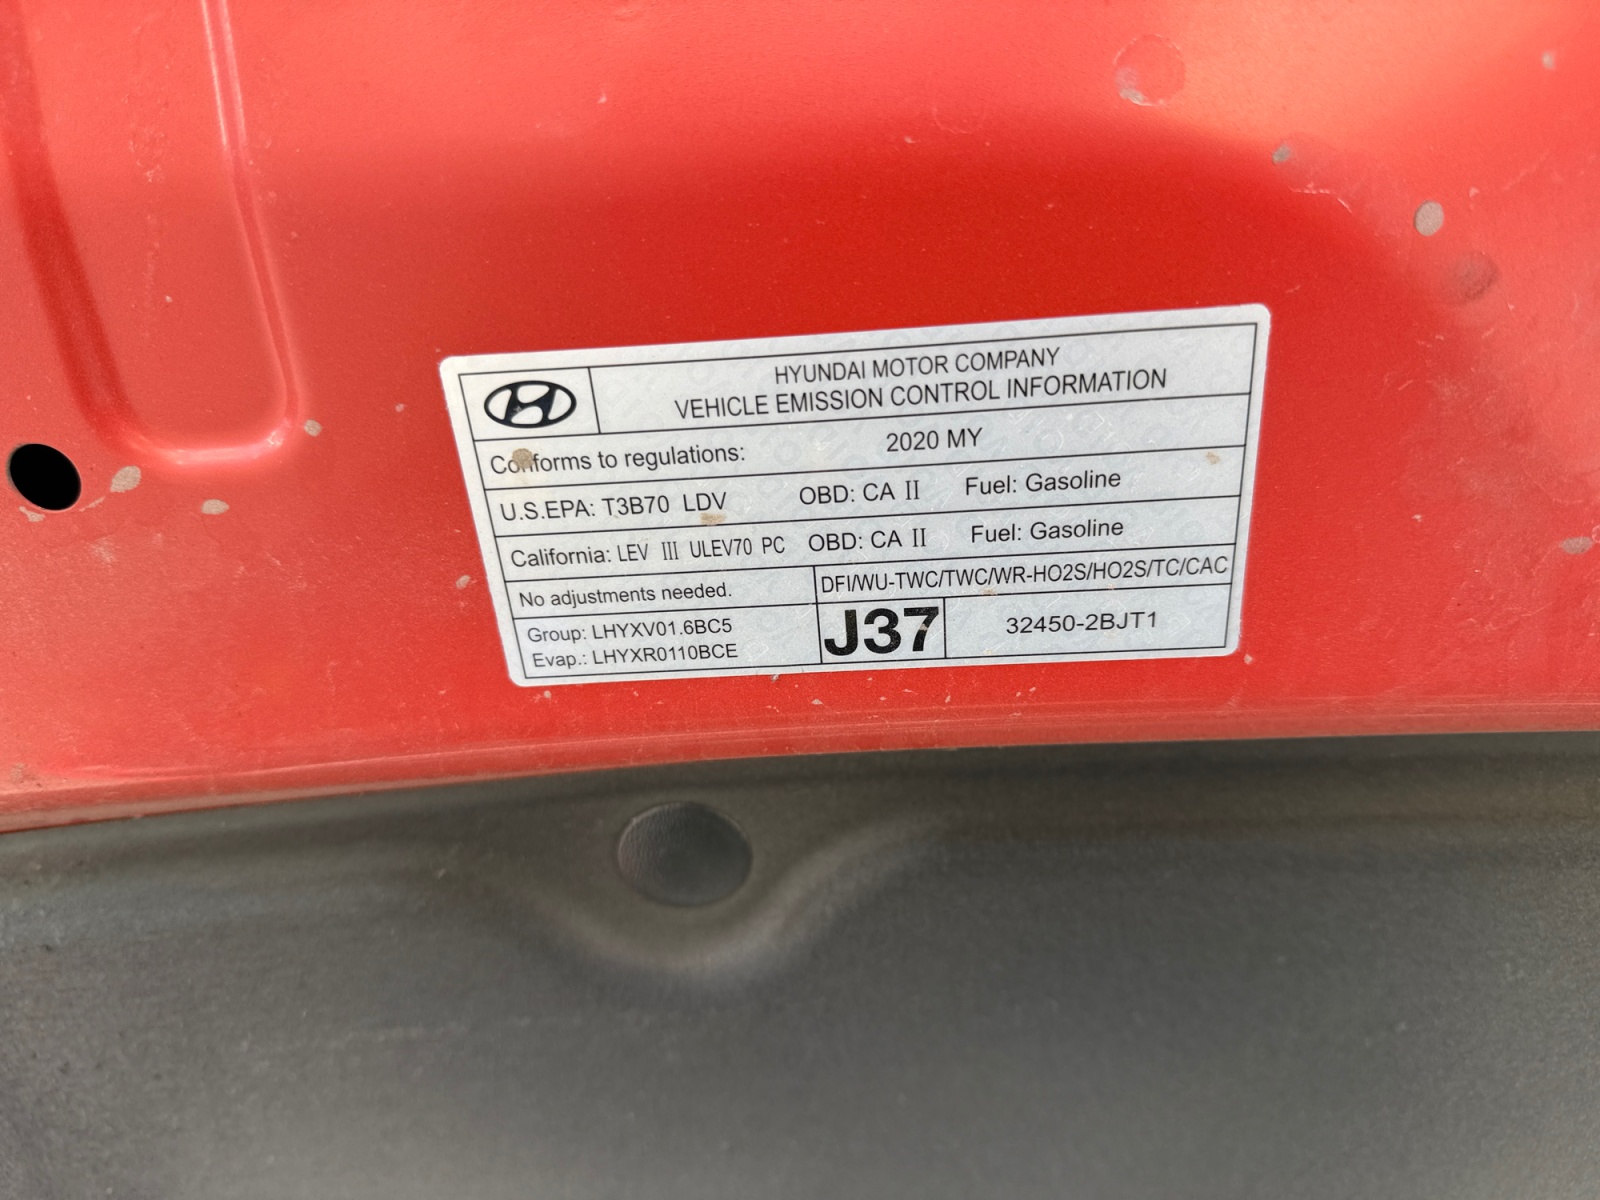 HYUNDAI MOTOR COMPANY
VEHICLE EMISSION CONTROL INFORMATION
Conforms to regulations: 2020 MY
U.S.EPA: T3B70 LDV OBD: CA II Fuel: Gasoline
California: LEV III ULEV70 PC OBD: CA II Fuel: Gasoline
No adjustments needed. DFI/WU-TWC/TWC/WR-HO2S/HO2S/TC/CAC
Group: LHYXV01.6BC5
Evap.: LHYXR0110BCE
J37 32450-2BJT1